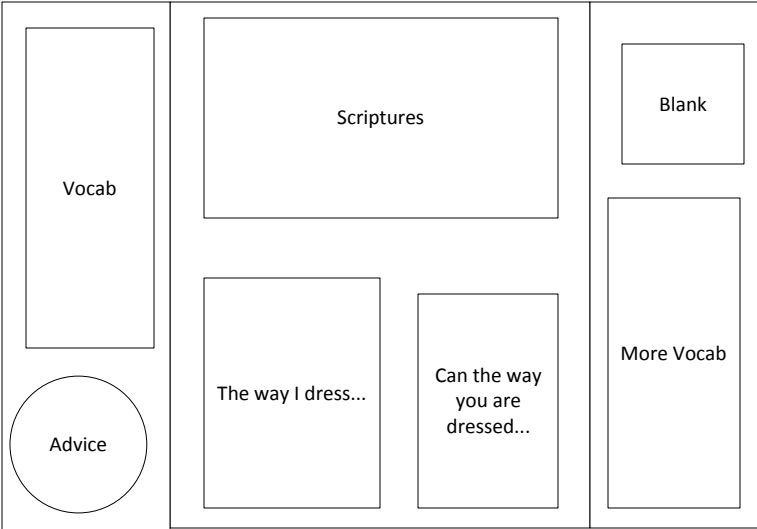 Vocab
Advice
Scriptures
The way I dress...
Can the way
you are
dressed...
Blank
More Vocab